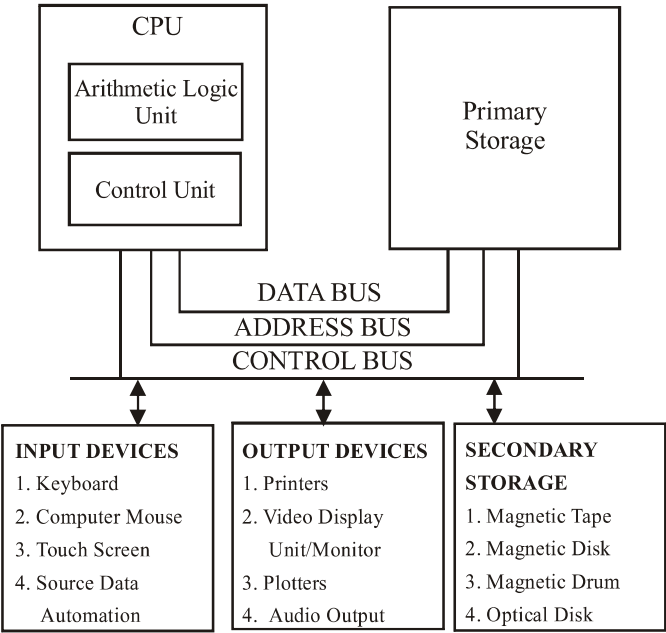 CPU
Arithmetic Logic
Unit
Control Unit
Primary
Storage
DATA BUS
ADDRESS BUS
CONTROL BUS
INPUT DEVICES
1. Keyboard
2. Computer Mouse
3. Touch Screen
4. Source Data
Automation
OUTPUT DEVICES
1. Printers
2. Video Display
Unit/Monitor
3. Plotters
4. Audio Output
SECONDARY
STORAGE
1. Magnetic Tape
2. Magnetic Disk
3. Magnetic Drum
4. Optical Disk